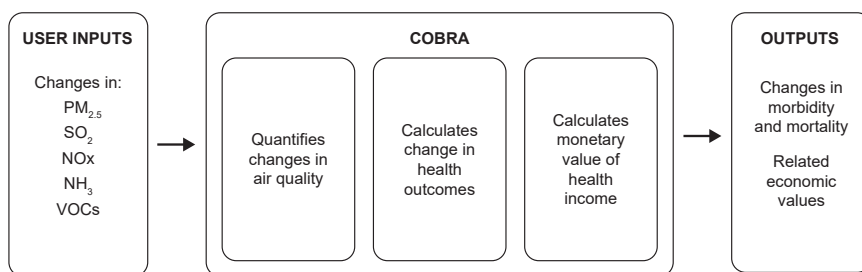 USER INPUTS
Changes in:
PM2.5
SO2
NOx
NH3
VOCs
COBRA
Quantifies
changes in
air quality
Calculates
change in
health
outcomes
Calculates
monetary
value of
health
income
OUTPUTS
Changes in
morbidity
and mortality
Related
economic
values